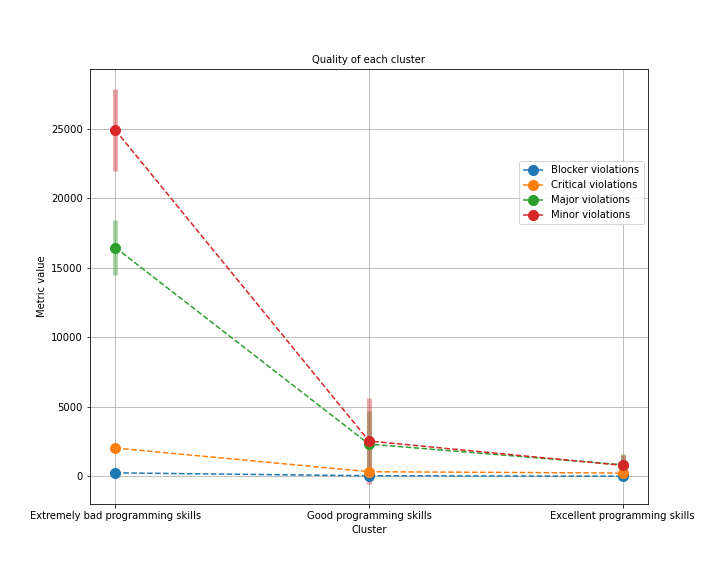 Quality of each cluster
Metric value
25000
20000
15000
10000
5000
0
Blocker violations
Critical violations
Major violations
Minor violations
Extremely bad programming skills
Good programming skills
Excellent programming skills
Cluster